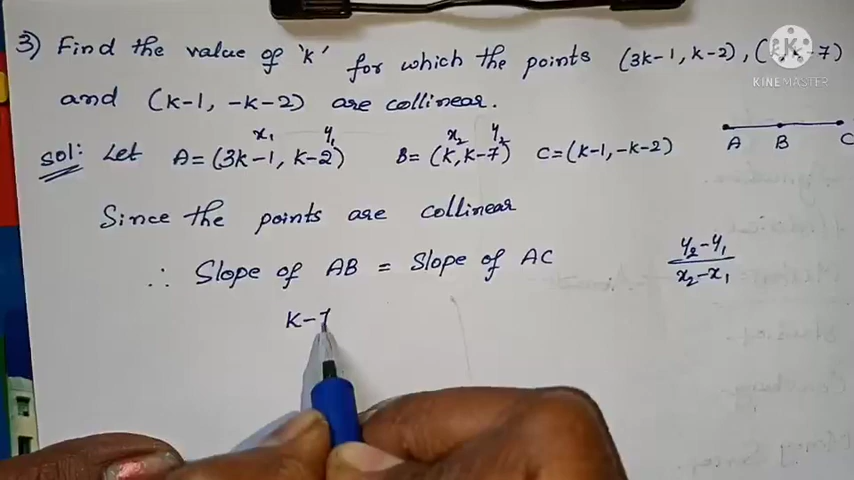 3) Find the value of 'k' for which the points (3k-1, k-2), (k, k-7)
and (k-1, -k-2) are collinear.
x₁ y₁ x₂ y₂
sol: Let A=(3k-1, k-2) B=(k, k-7) C=(k-1, -k-2)
A B C
Since the points are collinear
∴ Slope of AB = Slope of AC
y₂-y₁
x₂-x₁
k-7
K
KINEMASTER